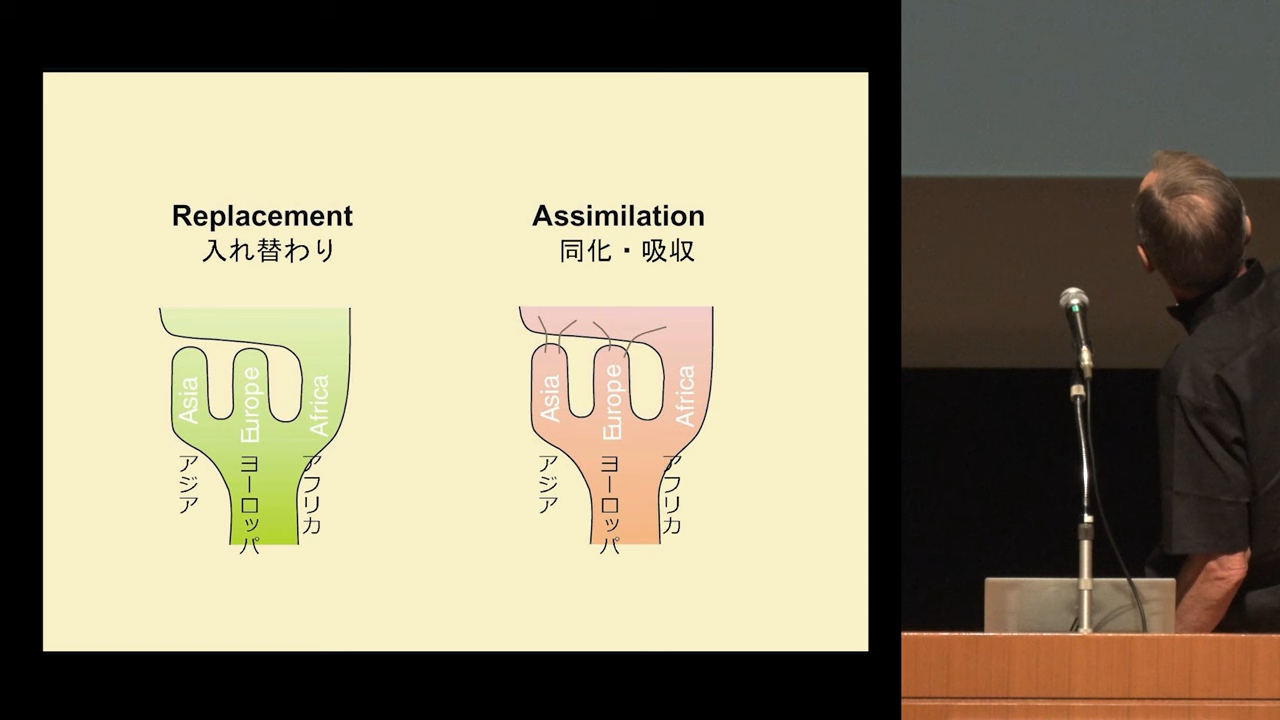 Replacement
入れ替わり
Asia
Europe
Africa
アジア
ヨーロッパ
アフリカ
Assimilation
同化・吸収
Asia
Europe
Africa
アジア
ヨーロッパ
アフリカ